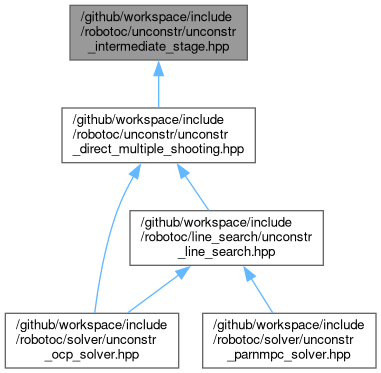 /github/workspace/include
/robotoc/unconstr/unconstr
_intermediate_stage.hpp
/github/workspace/include
/robotoc/unconstr/unconstr
_direct_multiple_shooting.hpp
/github/workspace/include
/robotoc/line_search/unconstr
_line_search.hpp
/github/workspace/include
/robotoc/solver/unconstr
_ocp_solver.hpp
/github/workspace/include
/robotoc/solver/unconstr
_parnmpc_solver.hpp